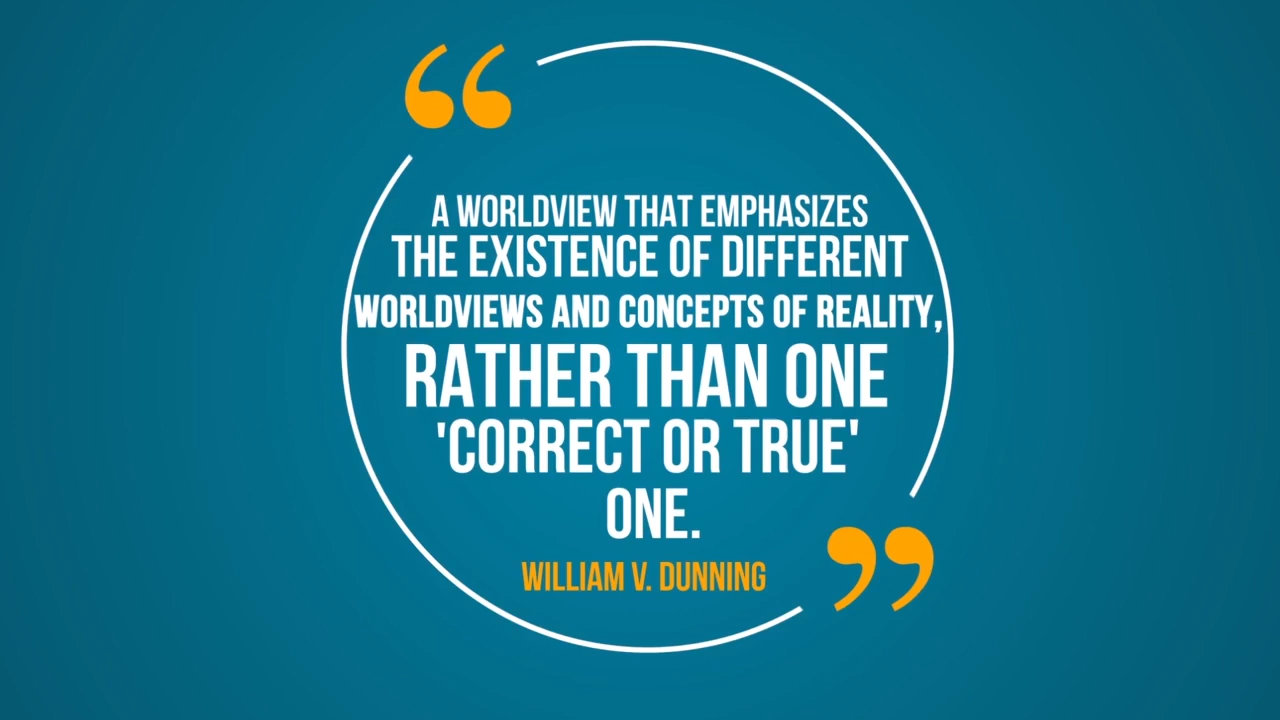 A WORLDVIEW THAT EMPHASIZES
THE EXISTENCE OF DIFFERENT
WORLDVIEWS AND CONCEPTS OF REALITY,
RATHER THAN ONE
'CORRECT OR TRUE'
ONE.
WILLIAM V. DUNNING